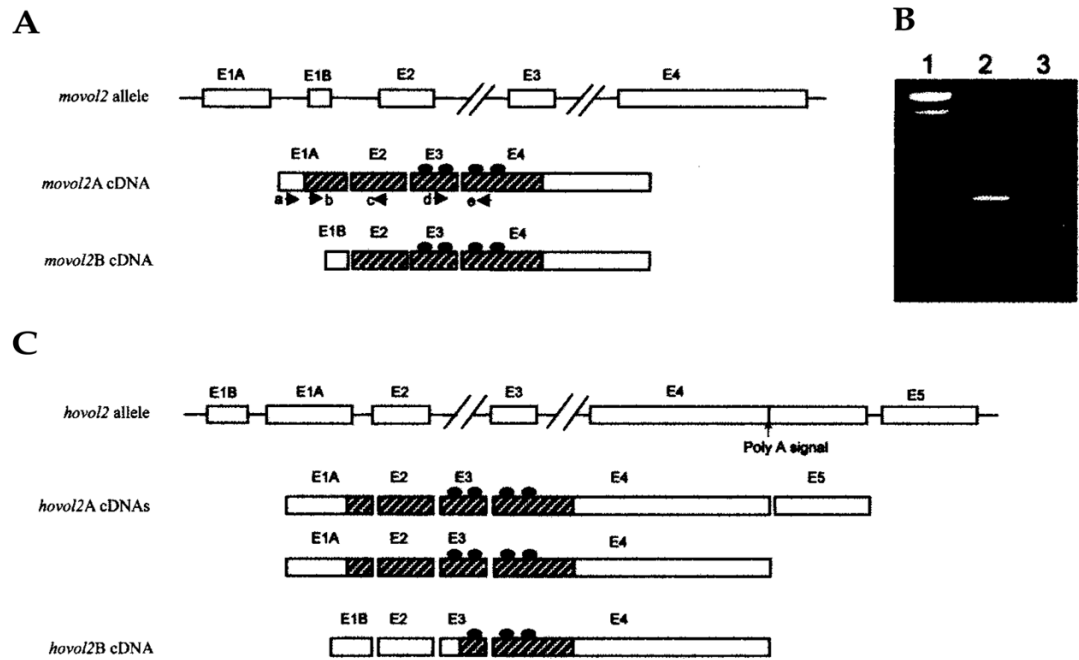 A
E1A E1B E2 E3 E4
movol2 allele
E1A E2 E3 E4
movol2A cDNA
a b c d e
E1B E2 E3 E4
movol2B cDNA
B
1 2 3
C
E1B E1A E2 E3 E4 E5
hovol2 allele
Poly A signal
E1A E2 E3 E4 E5
hovol2A cDNAs
E1A E2 E3 E4
E1B E2 E3 E4
hovol2B cDNA